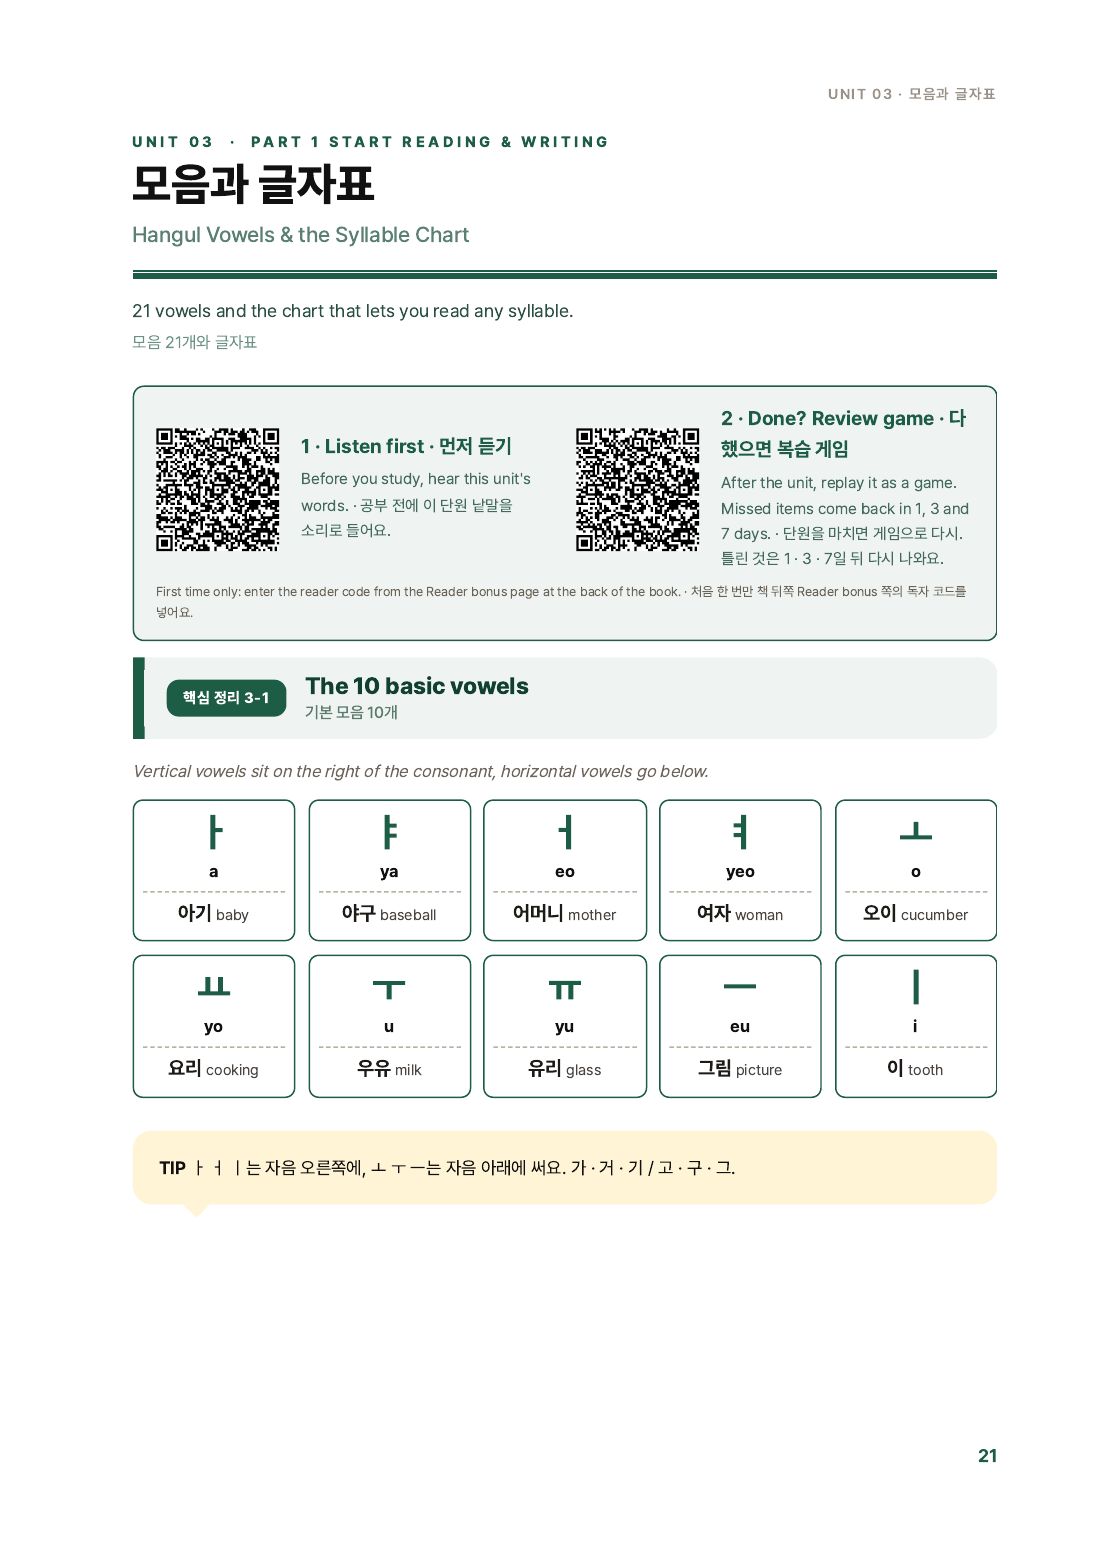 UNIT 03 · 모음과 글자표
UNIT 03 · PART 1 START READING & WRITING
모음과 글자표
Hangul Vowels & the Syllable Chart
21 vowels and the chart that lets you read any syllable.
모음 21개와 글자표
1 · Listen first · 먼저 듣기
Before you study, hear this unit's
words. · 공부 전에 이 단원 낱말을
소리로 들어요.
2 · Done? Review game · 다
했으면 복습 게임
After the unit, replay it as a game.
Missed items come back in 1, 3 and
7 days. · 단원을 마치면 게임으로 다시.
틀린 것은 1 · 3 · 7일 뒤 다시 나와요.
First time only: enter the reader code from the Reader bonus page at the back of the book. · 처음 한 번만 책 뒤쪽 Reader bonus 쪽의 독자 코드를
넣어요.
핵심 정리 3-1
The 10 basic vowels
기본 모음 10개
Vertical vowels sit on the right of the consonant, horizontal vowels go below.
ㅏ
a
아기 baby
ㅑ
ya
야구 baseball
ㅓ
eo
어머니 mother
ㅕ
yeo
여자 woman
ㅗ
o
오이 cucumber
ㅛ
yo
요리 cooking
ㅜ
u
우유 milk
ㅠ
yu
유리 glass
ㅡ
eu
그림 picture
ㅣ
i
이 tooth
TIP ㅏ ㅓ ㅣ는 자음 오른쪽에, ㅗ ㅜ ㅡ는 자음 아래에 써요. 가 · 거 · 기 / 고 · 구 · 그.
21